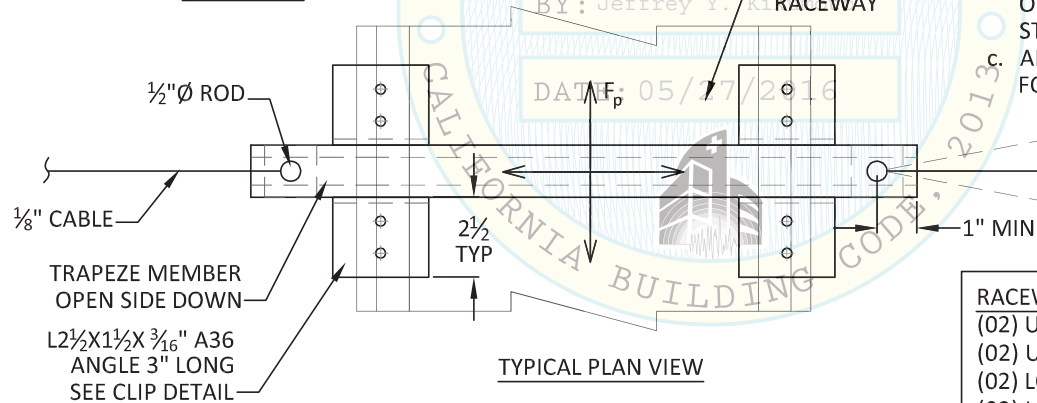 BY: Jeffrey Y. Ki
RACEWAY
DATE: 05/27/2016
½"Ø ROD
Fp
⅛" CABLE
2½
TYP
1" MIN
TRAPEZE MEMBER
OPEN SIDE DOWN
L2½X1½X 3⁄16" A36
ANGLE 3" LONG
SEE CLIP DETAIL
TYPICAL PLAN VIEW
CALIFORNIA BUILDING CODE, 2013
c.
RACEW
(02) U
(02) U
(02) L